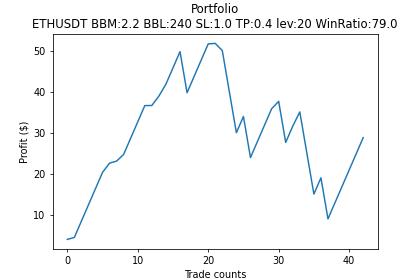 Portfolio
ETHUSDT BBM:2.2 BBL:240 SL:1.0 TP:0.4 lev:20 WinRatio:79.0
50
40
30
20
10
Profit ($)
0
10
20
30
40
Trade counts